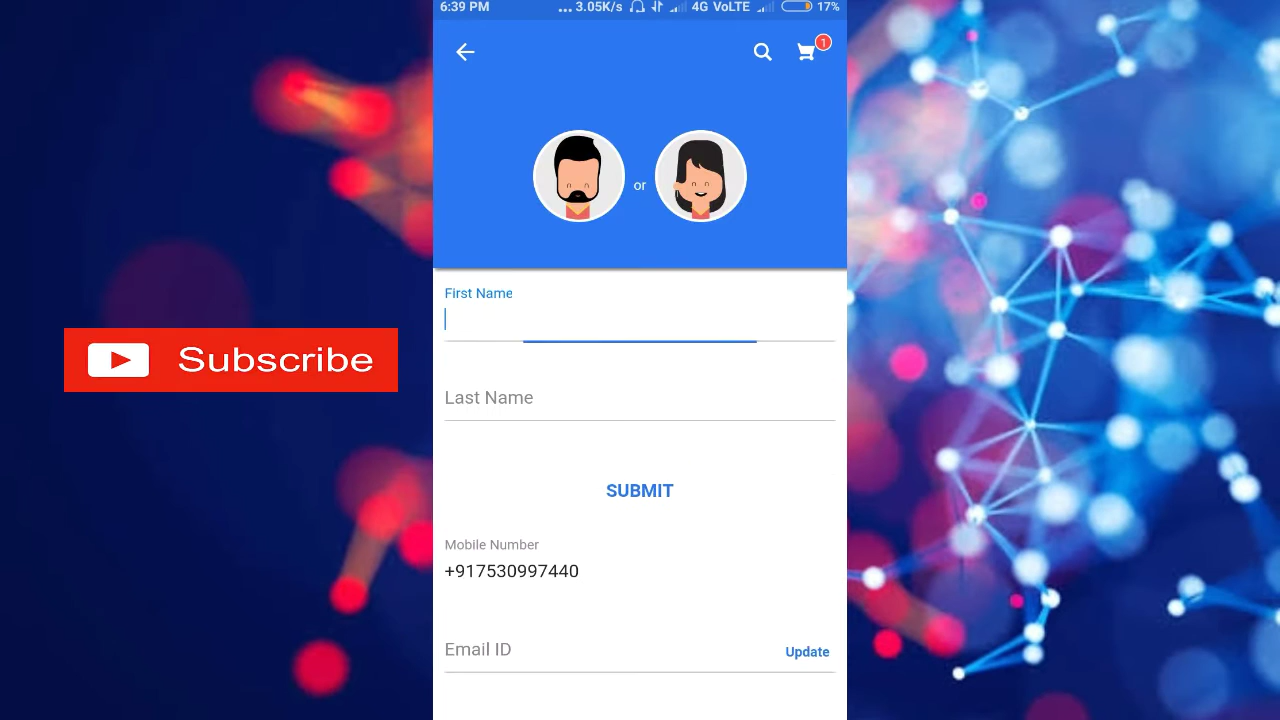 6:39 PM ... 3.05K/s 4G VoLTE 17%
1
or
First Name
Subscribe
Last Name
SUBMIT
Mobile Number
+917530997440
Email ID Update